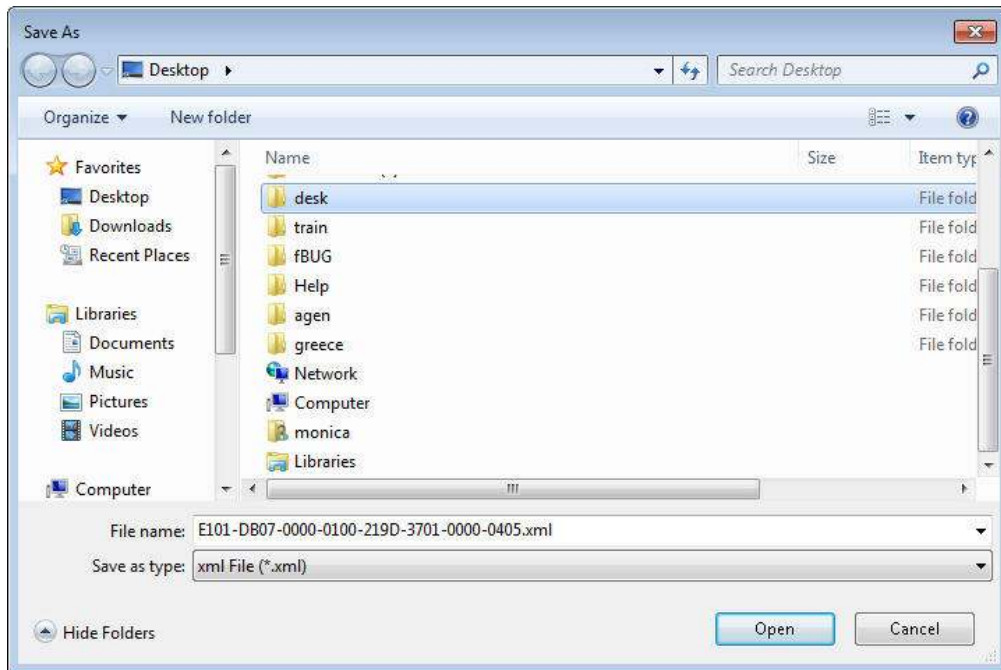 Save As
Desktop
Search Desktop
Organize
New folder
Favorites
Desktop
Downloads
Recent Places
Libraries
Documents
Music
Pictures
Videos
Computer
Name Size Item typ
desk File fold
train File fold
fBUG File fold
Help File fold
agen File fold
greece File fold
Network
Computer
monica
Libraries
File name: E101-DB07-0000-0100-219D-3701-0000-0405.xml
Save as type: xml File (*.xml)
Hide Folders
Open
Cancel